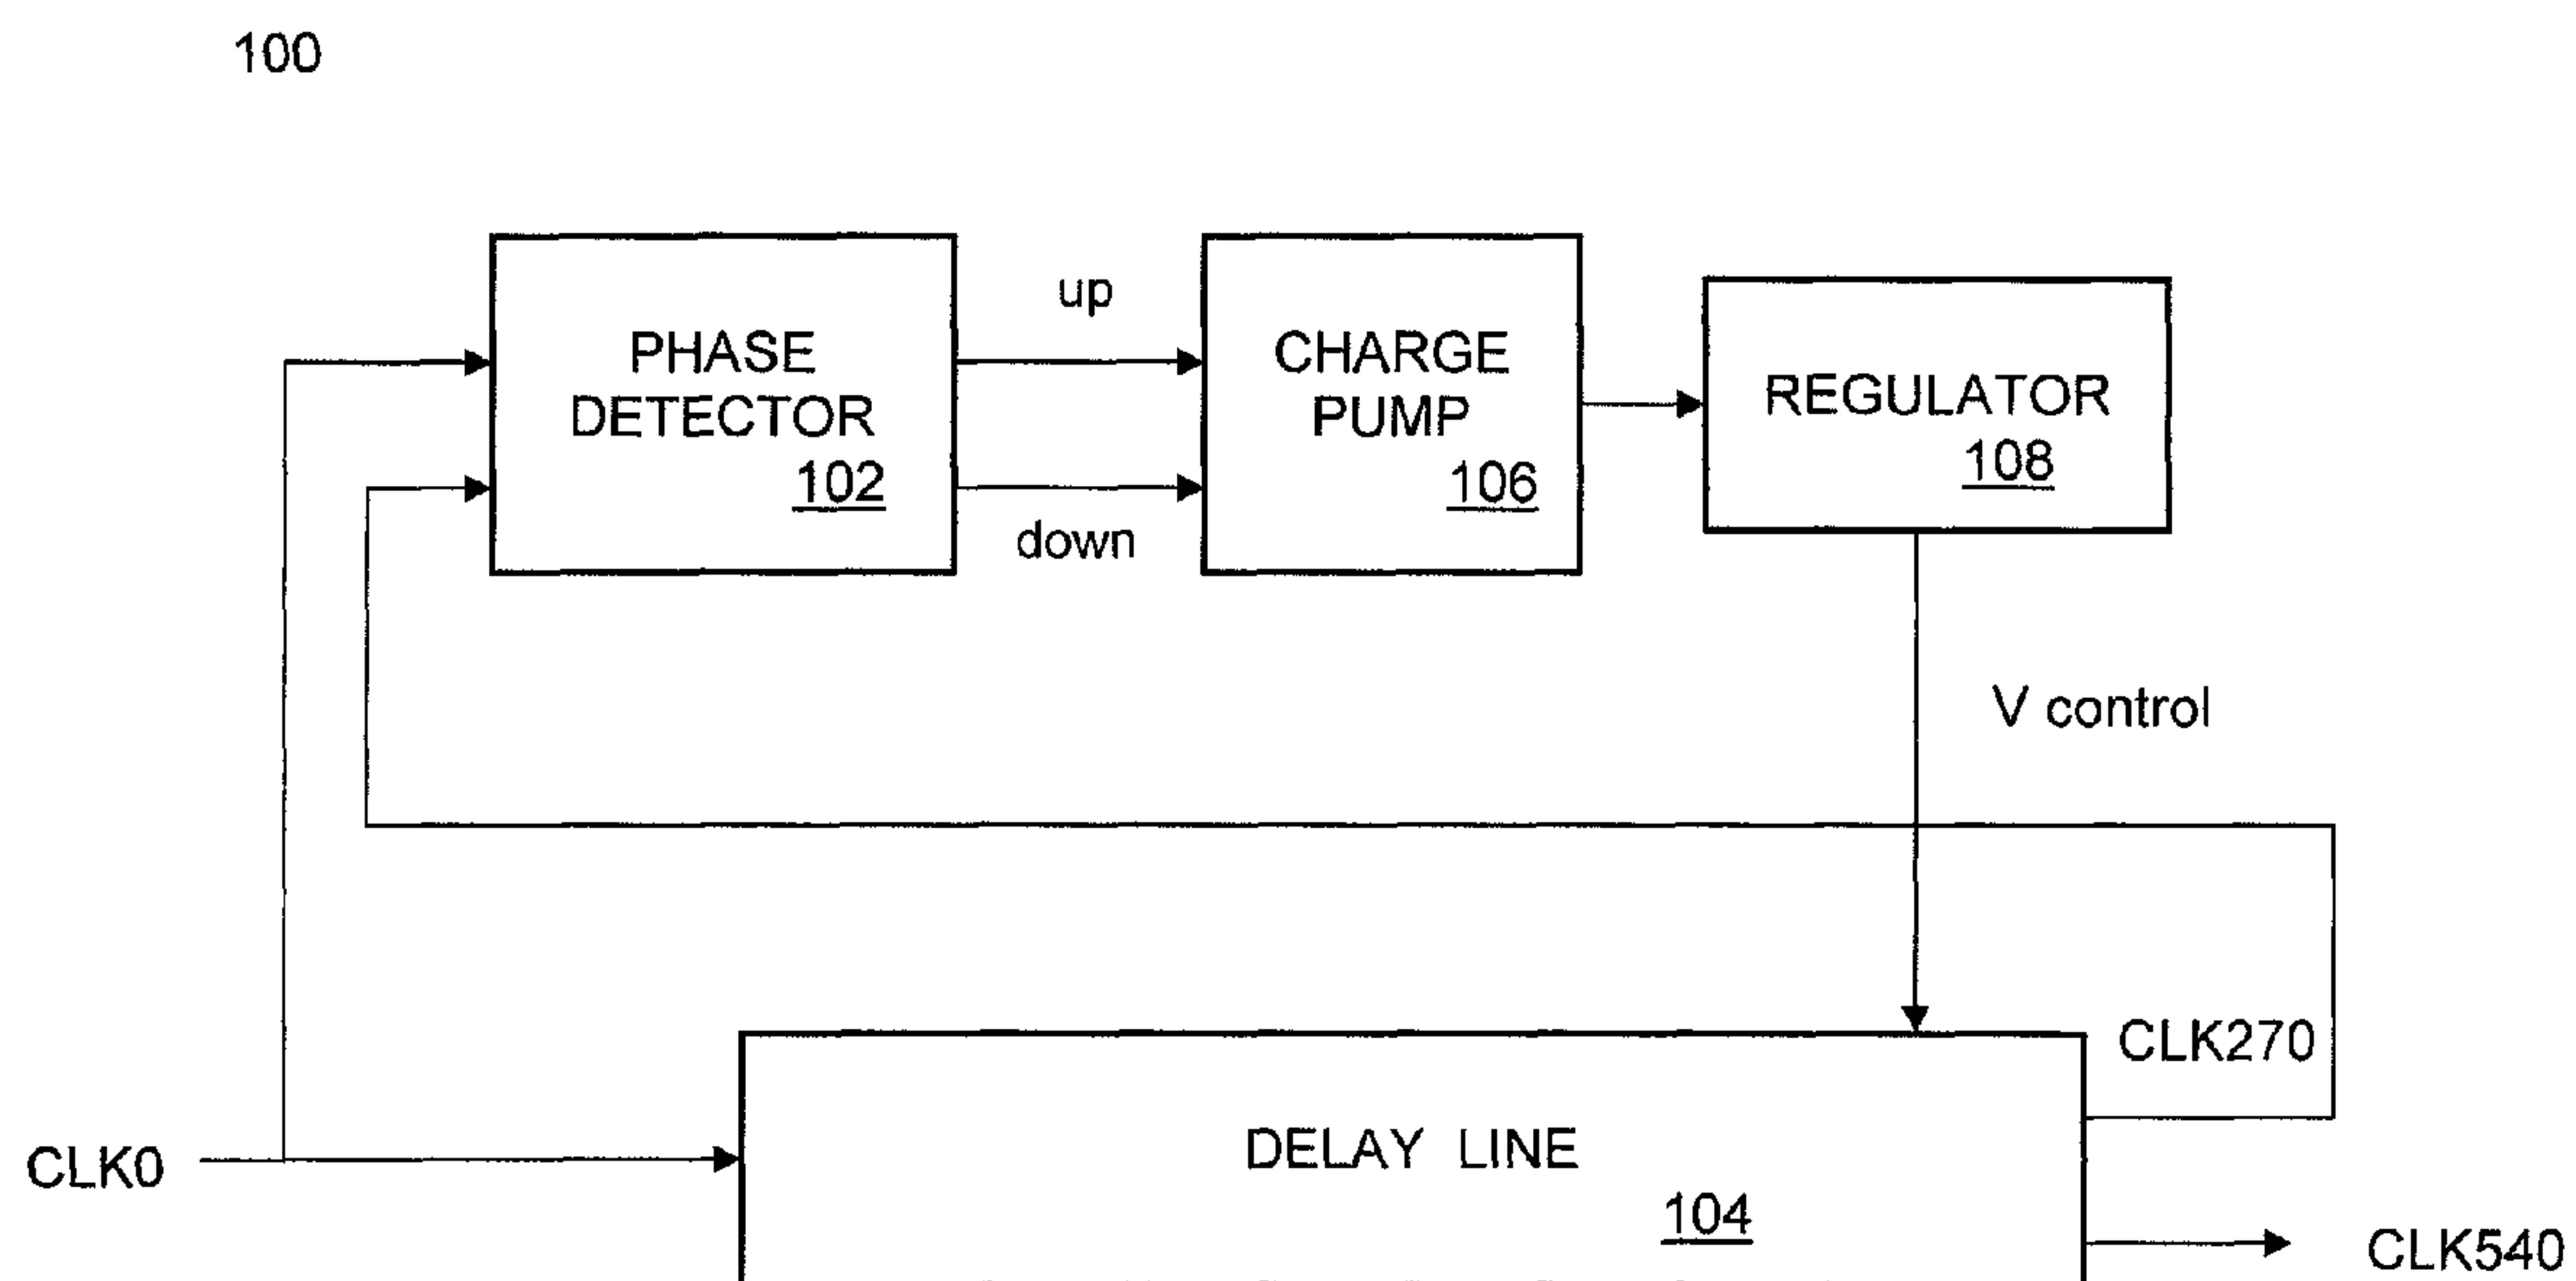 100
up
PHASE
DETECTOR
102
CHARGE
PUMP
106
REGULATOR
108
down
V control
CLK270
CLK0
DELAY LINE
104
CLK540